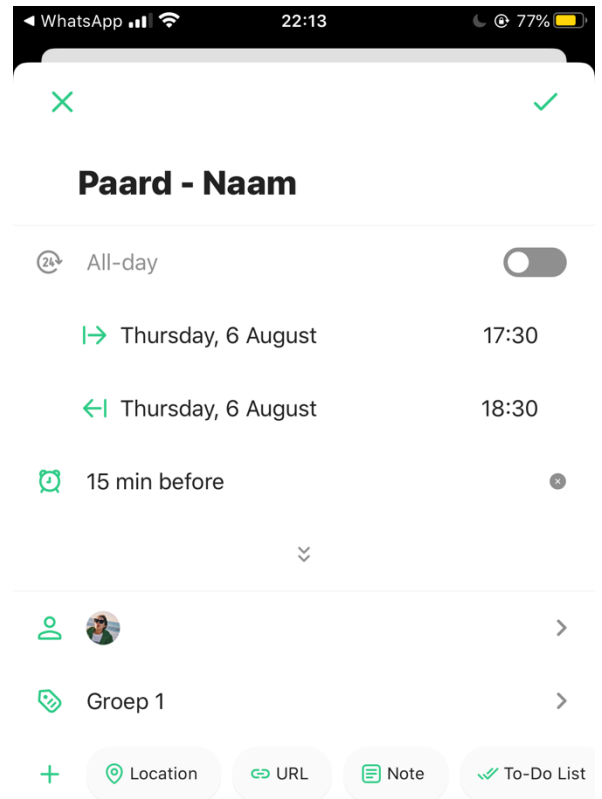 WhatsApp 22:13 77%
Paard - Naam
24 All-day
Thursday, 6 August 17:30
Thursday, 6 August 18:30
15 min before
Groep 1
Location URL Note To-Do List